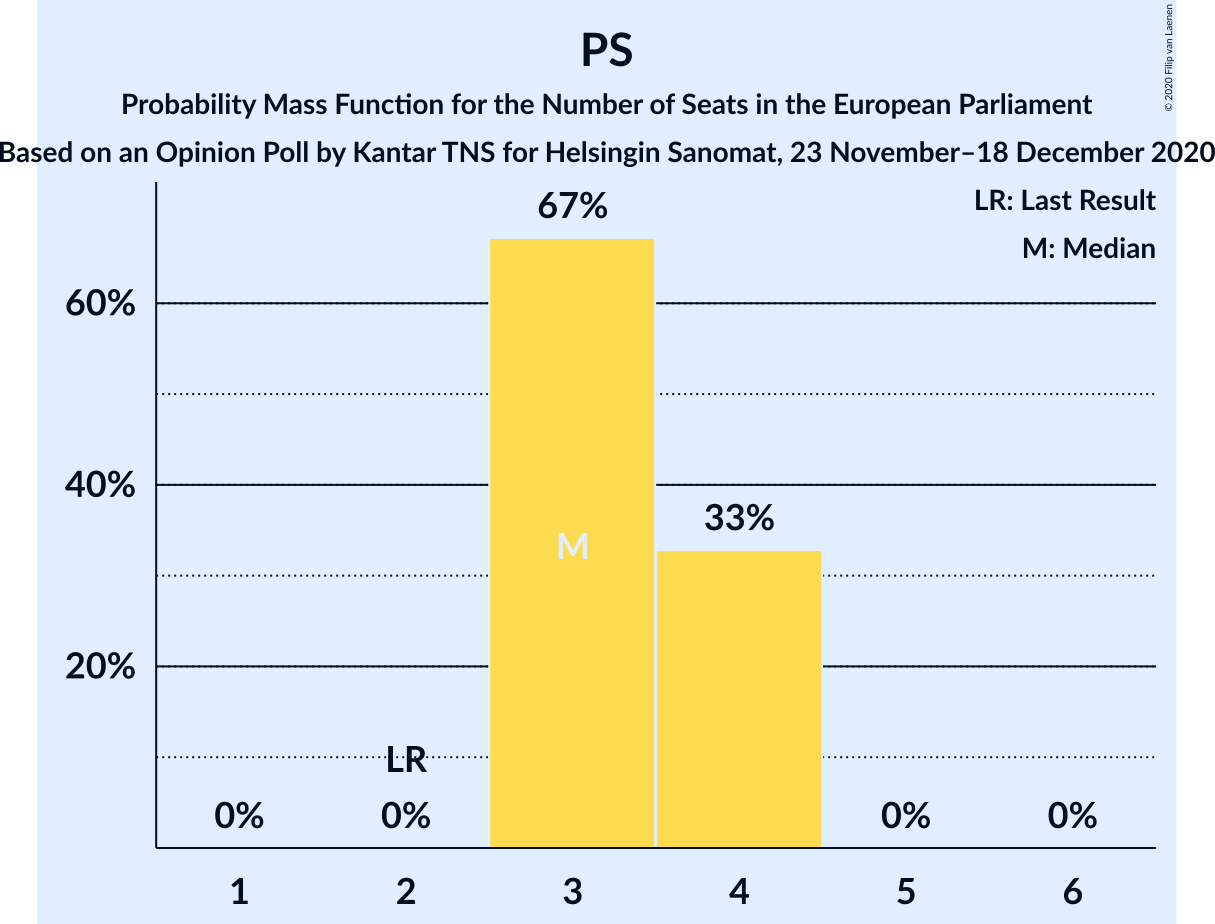 PS
Probability Mass Function for the Number of Seats in the European Parliament
Based on an Opinion Poll by Kantar TNS for Helsingin Sanomat, 23 November–18 December 2020
© 2020 Filip van Laenen
LR: Last Result
M: Median
67%
60%
40%
33%
M
20%
LR
0% 0% 0% 0%
1 2 3 4 5 6